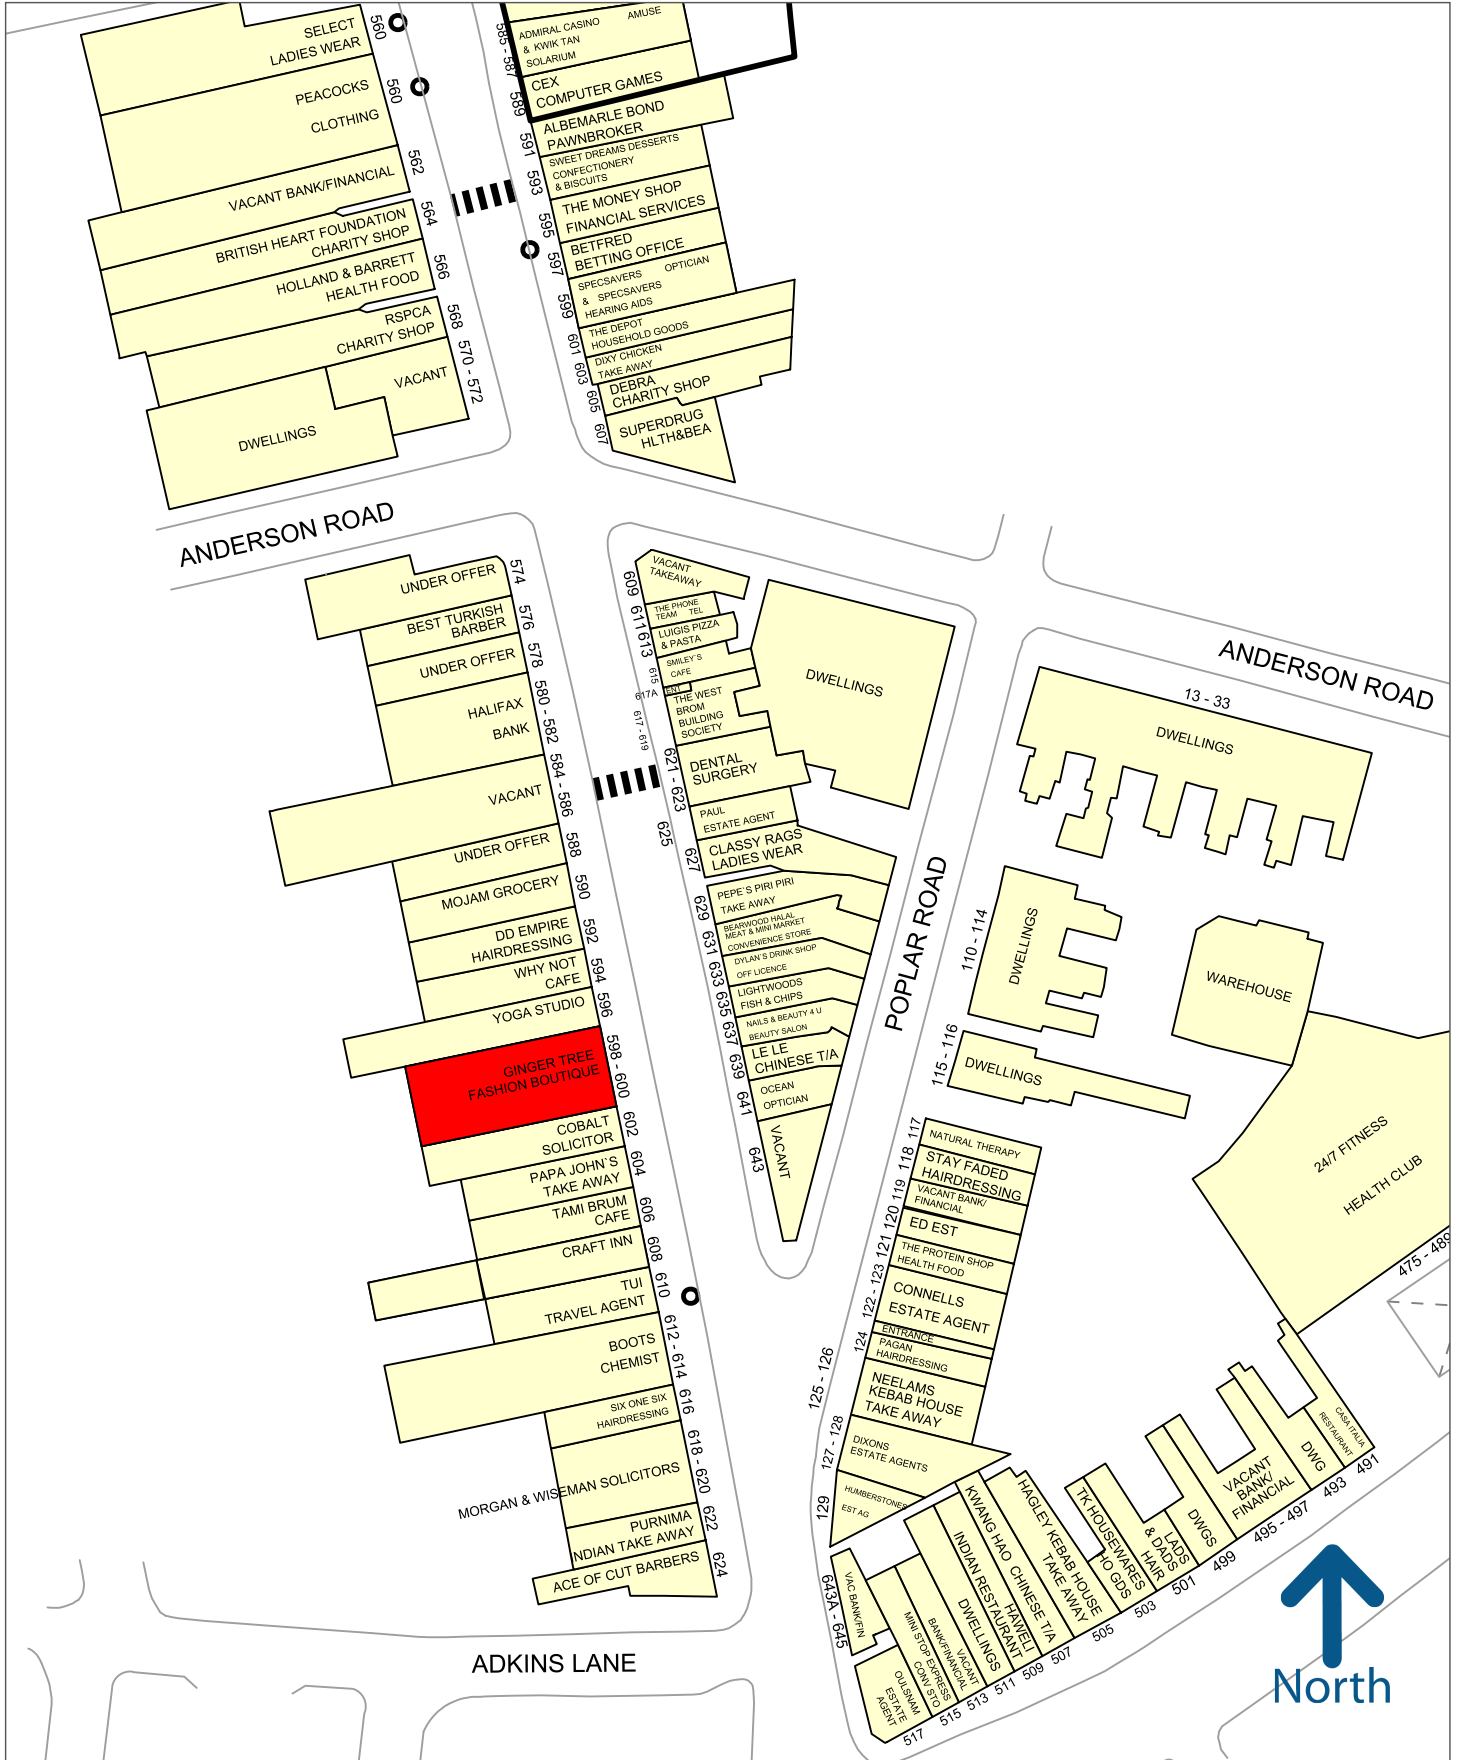 SELECT
LADIES WEAR
560
PEACOCKS
CLOTHING
560
VACANT BANK/FINANCIAL
562
BRITISH HEART FOUNDATION
CHARITY SHOP
564
HOLLAND & BARRETT
HEALTH FOOD
566
RSPCA
CHARITY SHOP
568
VACANT
570 - 572
DWELLINGS
585 - 587
ADMIRAL CASINO AMUSE
& KWIK TAN
SOLARIUM
589
CEX
COMPUTER GAMES
591
ALBEMARLE BOND
PAWNBROKER
593
SWEET DREAMS DESSERTS
CONFECTIONERY
& BISCUITS
595
THE MONEY SHOP
FINANCIAL SERVICES
597
BETFRED
BETTING OFFICE
599
SPECSAVERS OPTICIAN
& SPECSAVERS
HEARING AIDS
601
THE DEPOT
HOUSEHOLD GOODS
603
DIXY CHICKEN
TAKE AWAY
605
DEBRA
CHARITY SHOP
607
SUPERDRUG
HLTH&BEA
ANDERSON ROAD
UNDER OFFER
574
BEST TURKISH
BARBER
576
UNDER OFFER
578
HALIFAX
BANK
580 - 582
VACANT
584 - 586
UNDER OFFER
588
MOJAM GROCERY
590
DD EMPIRE
HAIRDRESSING
592
WHY NOT
CAFE
594
YOGA STUDIO
596
GINGER TREE
FASHION BOUTIQUE
598 - 600
COBALT
SOLICITOR
602
PAPA JOHN`S
TAKE AWAY
604
TAMI BRUM
CAFE
606
CRAFT INN
608
TUI
TRAVEL AGENT
610
BOOTS
CHEMIST
612 - 614
SIX ONE SIX
HAIRDRESSING
616
MORGAN & WISEMAN SOLICITORS
618 - 620
PURNIMA
NDIAN TAKE AWAY
622
ACE OF CUT BARBERS
624
ADKINS LANE
609
VACANT
TAKEAWAY
611
THE PHONE
TEAM TEL
613
LUIGIS PIZZA
& PASTA
615
SMILEY`S
CAFE
617A
ENT
617 - 619
THE WEST
BROM
BUILDING
SOCIETY
621 - 623
DENTAL
SURGERY
625
PAUL
ESTATE AGENT
627
CLASSY RAGS
LADIES WEAR
629
PEPE`S PIRI PIRI
TAKE AWAY
631
BEARWOOD HALAL
MEAT & MINI MARKET
CONVENIENCE STORE
633
DYLAN`S DRINK SHOP
OFF LICENCE
635
LIGHTWOODS
FISH & CHIPS
637
NAILS & BEAUTY 4 U
BEAUTY SALON
639
LE LE
CHINESE T/A
641
OCEAN
OPTICIAN
643
VACANT
DWELLINGS
POPLAR ROAD
ANDERSON ROAD
13 - 33
DWELLINGS
110 - 114
DWELLINGS
WAREHOUSE
115 - 116
DWELLINGS
24/7 FITNESS
HEALTH CLUB
475 - 489
117
NATURAL THERAPY
118
STAY FADED
HAIRDRESSING
119
VACANT BANK/
FINANCIAL
120
ED EST
121
THE PROTEIN SHOP
HEALTH FOOD
122 - 123
CONNELLS
ESTATE AGENT
ENTRANCE
124
PAGAN
HAIRDRESSING
125 - 126
NEELAMS
KEBAB HOUSE
TAKE AWAY
127 - 128
DIXONS
ESTATE AGENTS
129
HUMBERSTONES
EST AG
643A - 645
VAC BANK/FIN
OULSNAM
ESTATE
AGENT
517
MINI STOP EXPRESS
CONV STO
515
VACANT
BANK/FINANCIAL
513
DWELLINGS
511
HAWELI
INDIAN RESTAURANT
509
KWANG HAO CHINESE T/A
507
HAGLEY KEBAB HOUSE
TAKE AWAY
505
TK HOUSEWARES
HO GDS
503
LADS
& DADS
HAIR
501
DWGS
499
VACANT
BANK/
FINANCIAL
495 - 497
DWG
493
CASA ITALIA
RESTAURANT
491
North